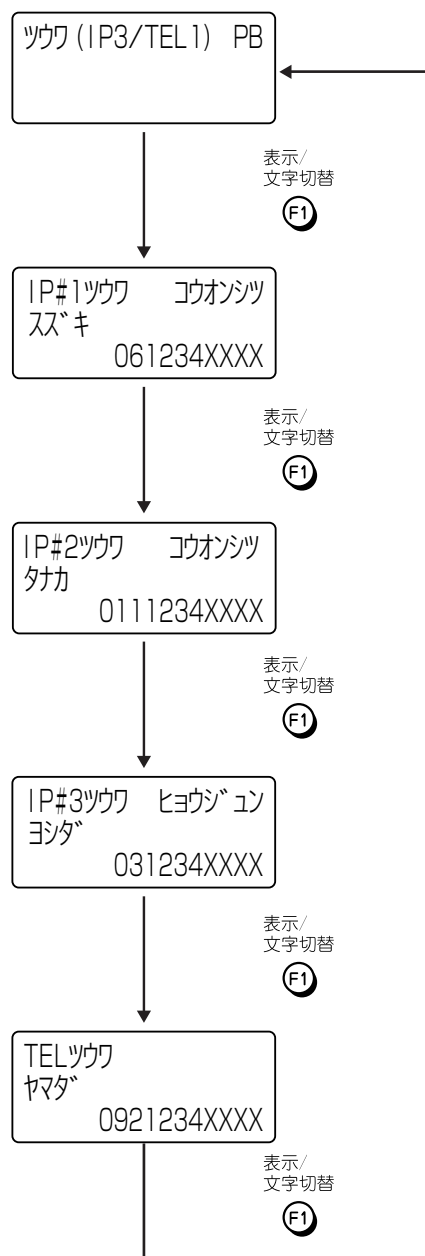 ツウワ (IP3/TEL1) PB
表示/
文字切替
F1
IP#1ツウワ コウオンシツ
スズキ
061234XXXX
表示/
文字切替
F1
IP#2ツウワ コウオンシツ
タナカ
0111234XXXX
表示/
文字切替
F1
IP#3ツウワ ヒョウジュン
ヨシダ
031234XXXX
表示/
文字切替
F1
TELツウワ
ヤマダ
0921234XXXX
表示/
文字切替
F1